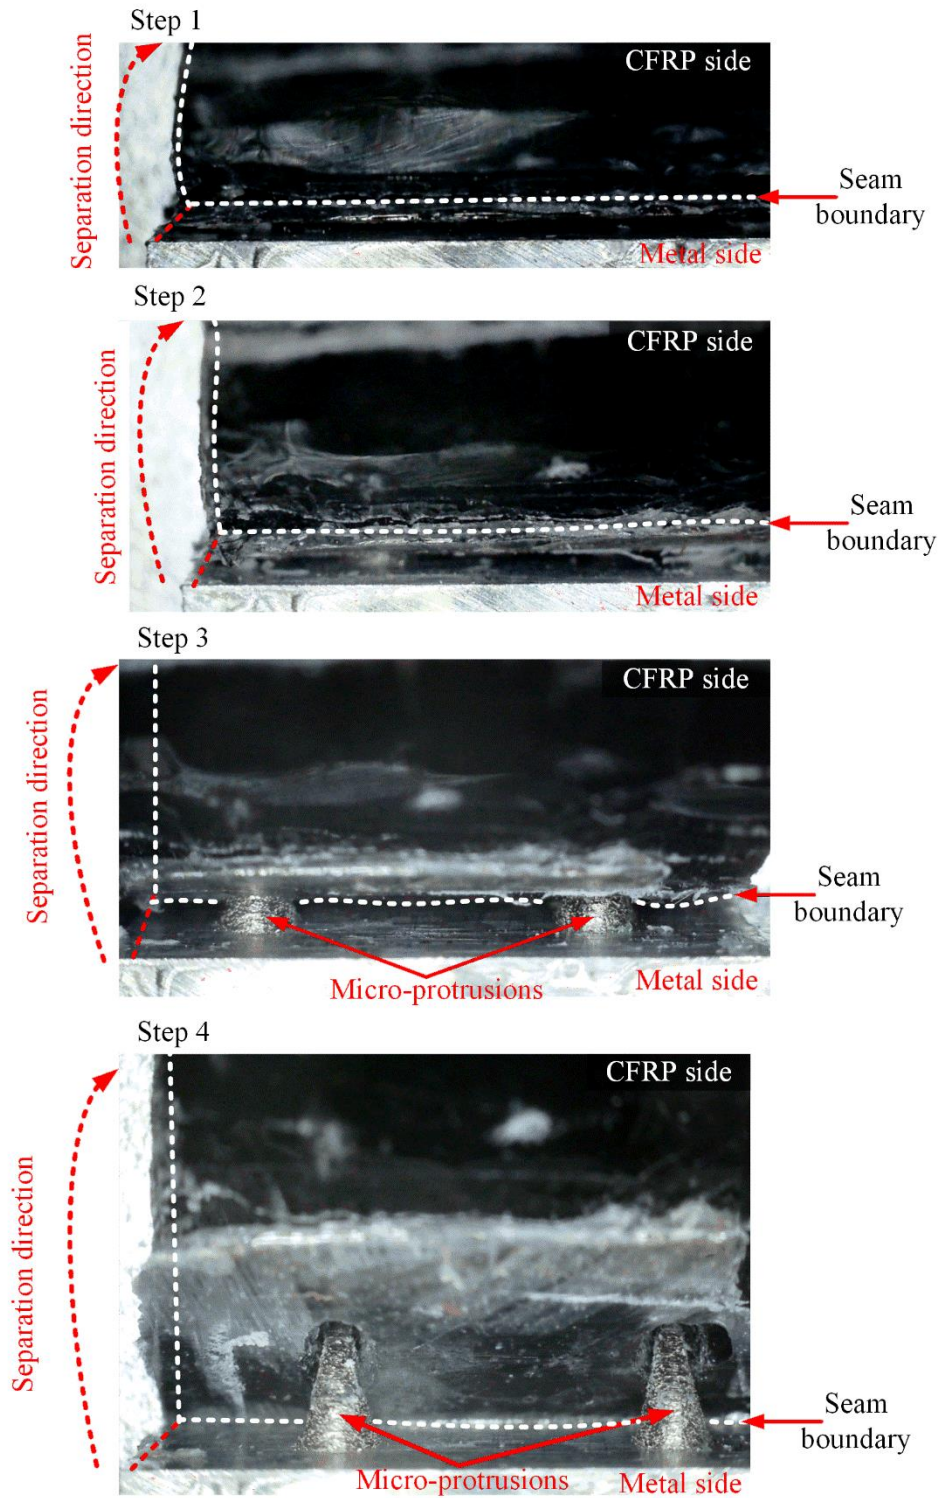 Step 1
Separation direction
CFRP side
Seam
boundary
Metal side
Step 2
Separation direction
CFRP side
Seam
boundary
Metal side
Step 3
Separation direction
CFRP side
Seam
boundary
Micro-protrusions
Metal side
Step 4
Separation direction
CFRP side
Seam
boundary
Micro-protrusions
Metal side